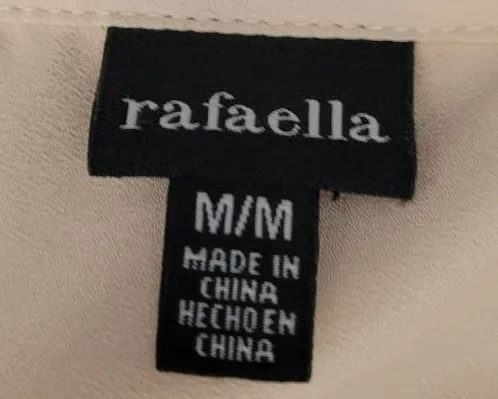 rafaella
M/M
MADE IN
CHINA
HECHO EN
CHINA